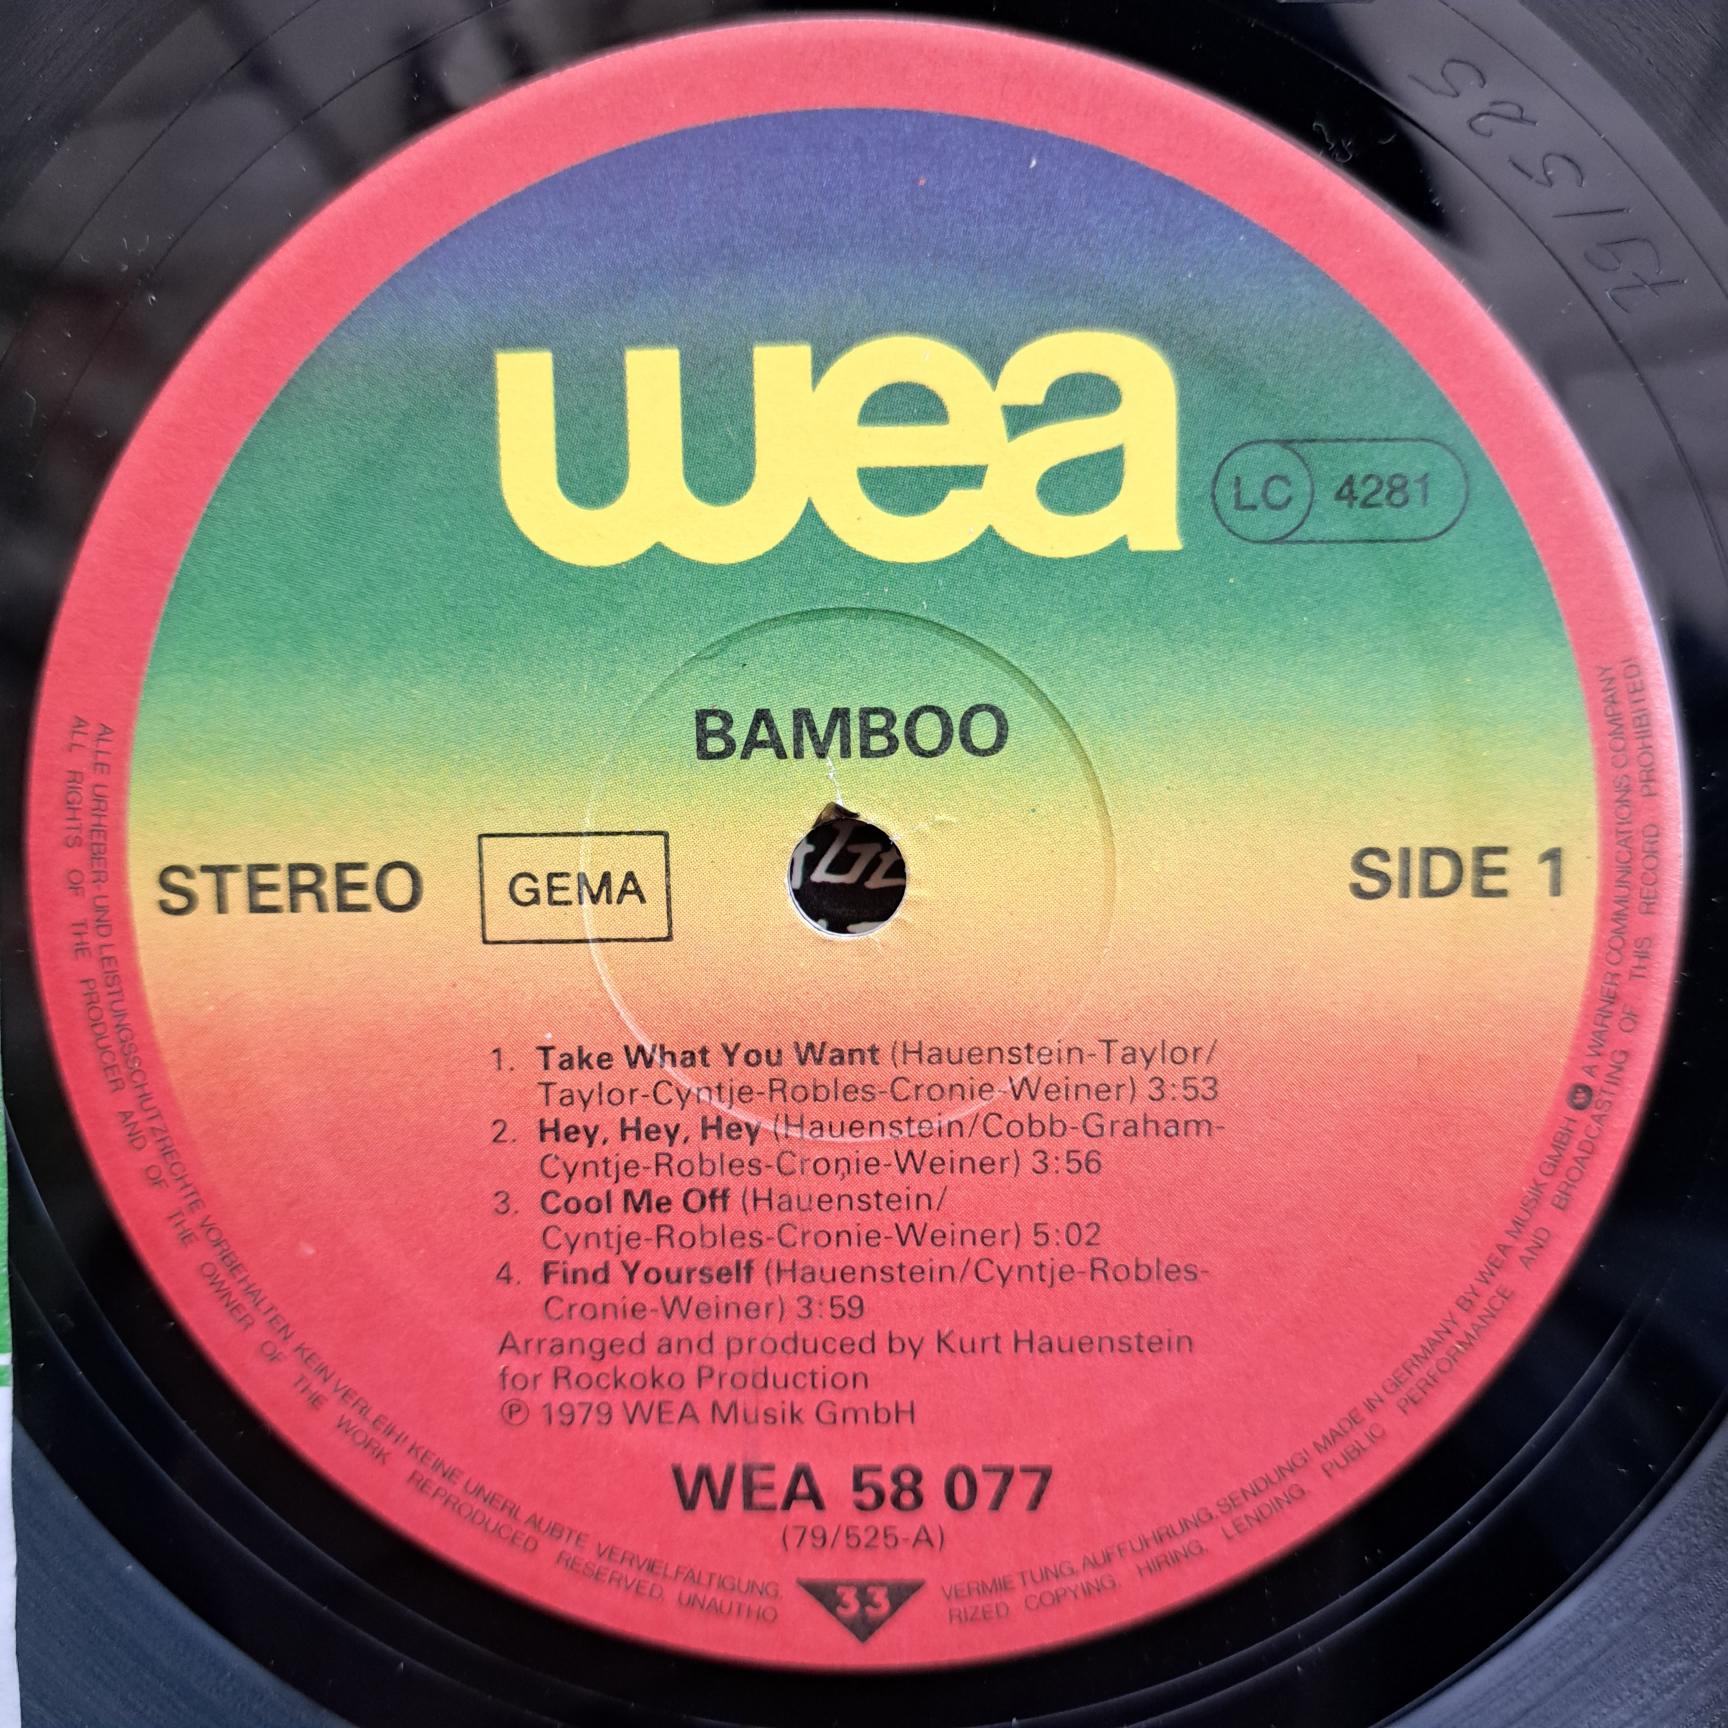 wea
LC 4281
BAMBOO
STEREO GEMA SIDE 1
1. Take What You Want (Hauenstein-Taylor/
Taylor-Cyntje-Robles-Cronie-Weiner) 3:53
2. Hey, Hey, Hey (Hauenstein/Cobb-Graham-
Cyntje-Robles-Cronie-Weiner) 3:56
3. Cool Me Off (Hauenstein/
Cyntje-Robles-Cronie-Weiner) 5:02
4. Find Yourself (Hauenstein/Cyntje-Robles-
Cronie-Weiner) 3:59
Arranged and produced by Kurt Hauenstein
for Rockoko Production
℗ 1979 WEA Musik GmbH
WEA 58 077
(79/525-A)
33
ALLE URHEBER- UND LEISTUNGSSCHUTZRECHTE VORBEHALTEN KEIN VERLEIH! KEINE UNERLAUBTE VERVIELFÄLTIGUNG, VERMIETUNG, AUFFÜHRUNG, SENDUNG! MADE IN GERMANY BY WEA MUSIK GMBH A WARNER COMMUNICATIONS COMPANY
ALL RIGHTS OF THE PRODUCER AND OF THE OWNER OF THE WORK REPRODUCED RESERVED. UNAUTHORIZED COPYING, HIRING, LENDING, PUBLIC PERFORMANCE AND BROADCASTING OF THIS RECORD PROHIBITED!
79/525